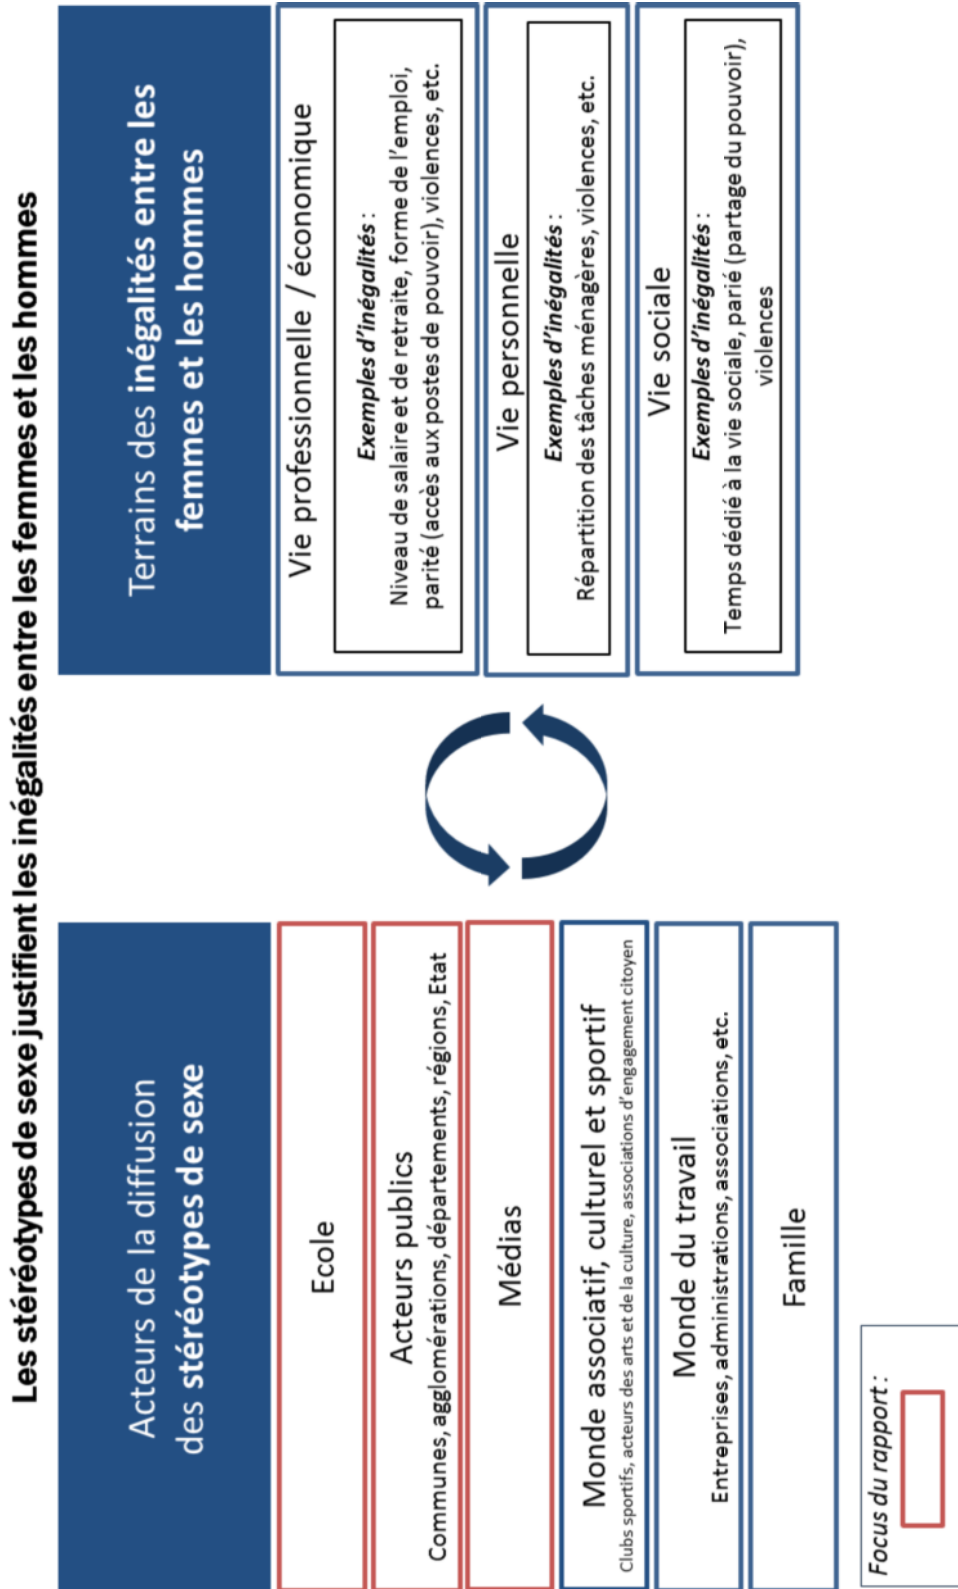 Les stéréotypes de sexe justifient les inégalités entre les femmes et les hommes
Acteurs de la diffusion
des stéréotypes de sexe
Ecole
Acteurs publics
Communes, agglomérations, départements, régions, Etat
Médias
Monde associatif, culturel et sportif
Clubs sportifs, acteurs des arts et de la culture, associations d'engagement citoyen
Monde du travail
Entreprises, administrations, associations, etc.
Famille
Terrains des inégalités entre les
femmes et les hommes
Vie professionnelle / économique
Exemples d'inégalités :
Niveau de salaire et de retraite, forme de l'emploi,
parité (accès aux postes de pouvoir), violences, etc.
Vie personnelle
Exemples d'inégalités :
Répartition des tâches ménagères, violences, etc.
Vie sociale
Exemples d'inégalités :
Temps dédié à la vie sociale, parié (partage du pouvoir),
violences
Focus du rapport :